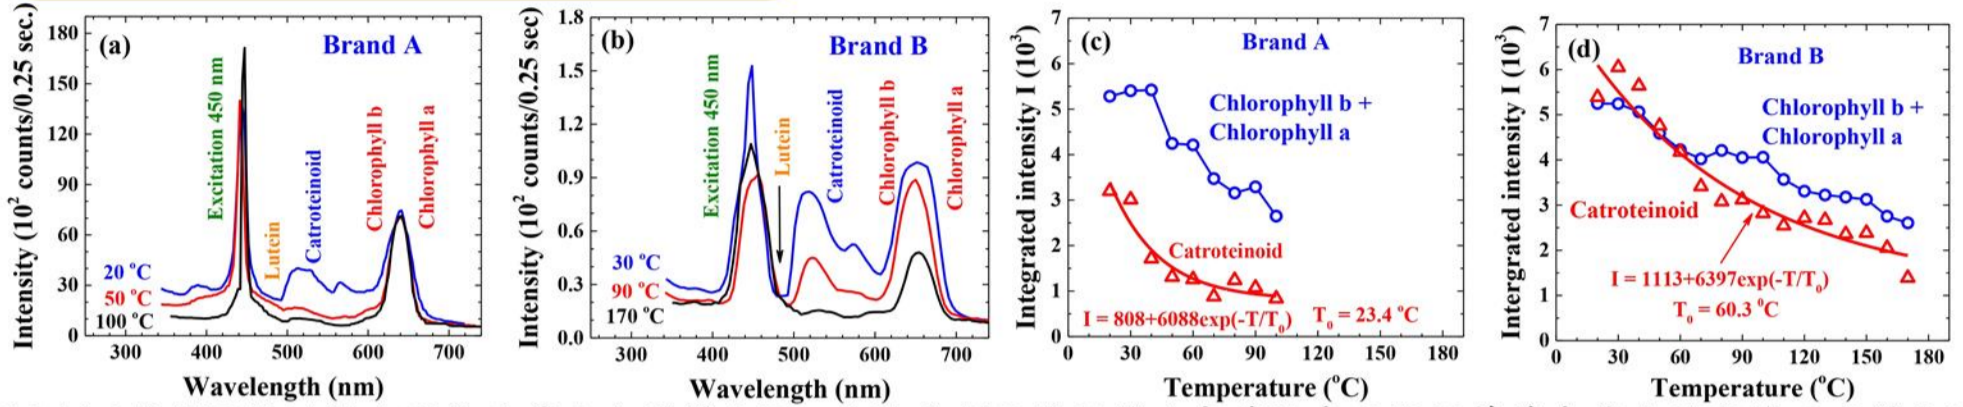 (a)
Brand A
Excitation 450 nm
Lutein
Catroteinoid
Chlorophyll b
Chlorophyll a
20 °C
50 °C
100 °C
180
150
120
90
60
30
0
300 400 500 600 700
Intensity (10² counts/0.25 sec.)
Wavelength (nm)
(b)
Brand B
Excitation 450 nm
Lutein
Catroteinoid
Chlorophyll b
Chlorophyll a
30 °C
90 °C
170 °C
1.8
1.5
1.2
0.9
0.6
0.3
0.0
300 400 500 600 700
Intensity (10² counts/0.25 sec)
Wavelength (nm)
(c)
Brand A
Chlorophyll b +
Chlorophyll a
Catroteinoid
I = 808+6088exp(-T/T₀) T₀ = 23.4 °C
7
6
5
4
3
2
1
0
0 30 60 90 120 150 180
Integrated intensity I (10³)
Temperature (°C)
(d)
Brand B
Chlorophyll b +
Chlorophyll a
Catroteinoid
I = 1113+6397exp(-T/T₀)
T₀ = 60.3 °C
7
6
5
4
3
2
1
0
0 30 60 90 120 150 180
Intergrated intensity I (10³)
Temperature (°C)